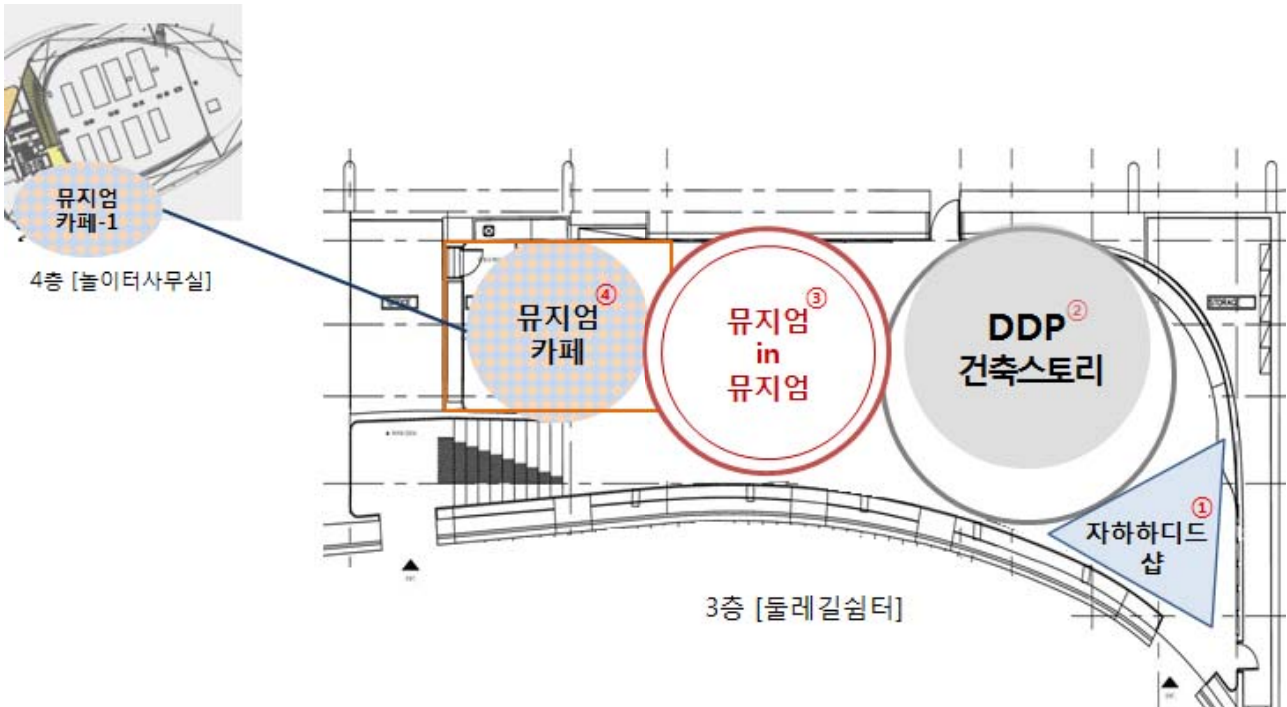 뮤지엄
카페-1
4층 [놀이터사무실]
④
뮤지엄
카페
③
뮤지엄
in
뮤지엄
②
DDP
건축스토리
①
자하하디드
샵
3층 [둘레길쉼터]